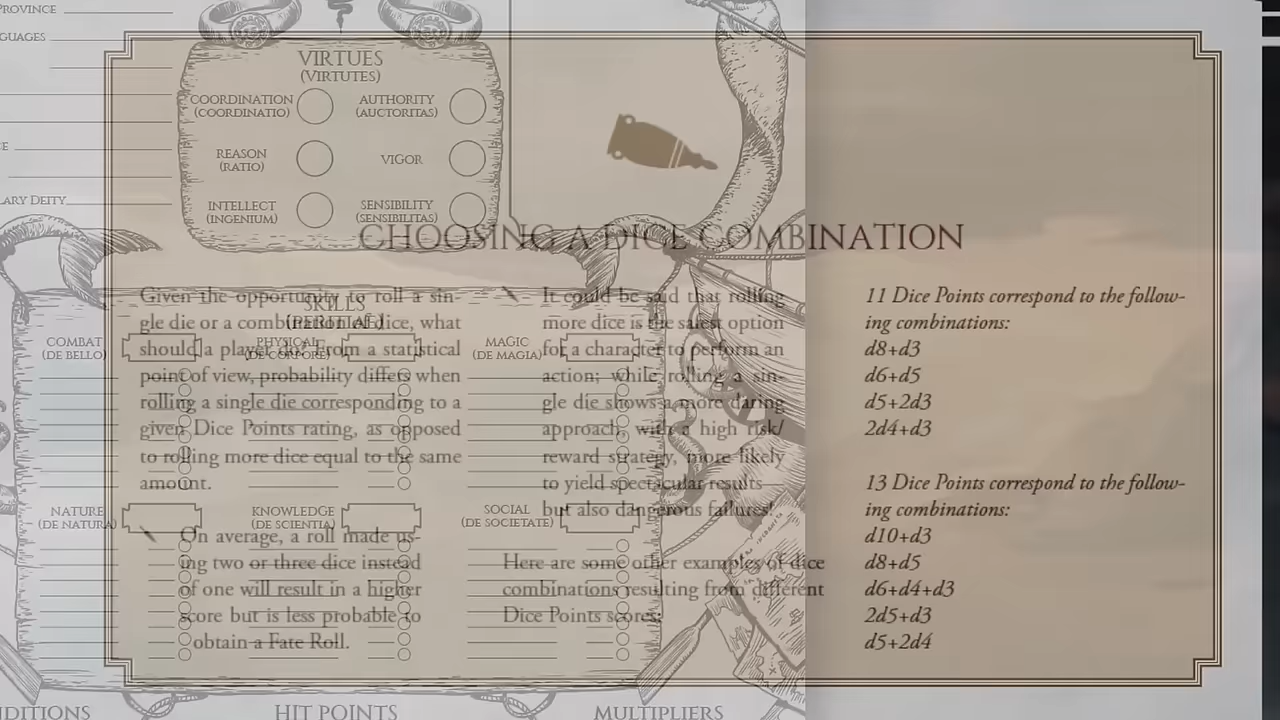 PROVINCE
VIRTUES
(VIRTUTES)
COORDINATION
(COORDINATIO)
AUTHORITY
(AUCTORITAS)
REASON
(RATIO)
VIGOR
INTELLECT
(INGENIUM)
SENSIBILITY
(SENSIBILITAS)
SKILLS
(PERITIAE)
COMBAT
(DE BELLO)
PHYSICAL
(DE CORPORE)
MAGIC
(DE MAGIA)
NATURE
(DE NATURA)
KNOWLEDGE
(DE SCIENTIA)
SOCIAL
(DE SOCIETATE)
HIT POINTS
MULTIPLIERS
CHOOSING A DICE COMBINATION
Given the opportunity to roll a sin-
gle die or a combination of dice, what
should a player do? From a statistical
point of view, probability differs when
rolling a single die corresponding to a
given Dice Points rating, as opposed
to rolling more dice equal to the same
amount.
On average, a roll made us-
ing two or three dice instead
of one will result in a higher
score but is less probable to
obtain a Fate Roll.
It could be said that rolling
more dice is the safest option
for a character to perform an
action; while rolling a sin-
gle die shows a more daring
approach, with a high risk/
reward strategy, more likely
to yield spectacular results
but also dangerous failures!
Here are some other examples of dice
combinations resulting from different
Dice Points scores:
11 Dice Points correspond to the follow-
ing combinations:
d8+d3
d6+d5
d5+2d3
2d4+d3
13 Dice Points correspond to the follow-
ing combinations:
d10+d3
d8+d5
d6+d4+d3
2d5+d3
d5+2d4